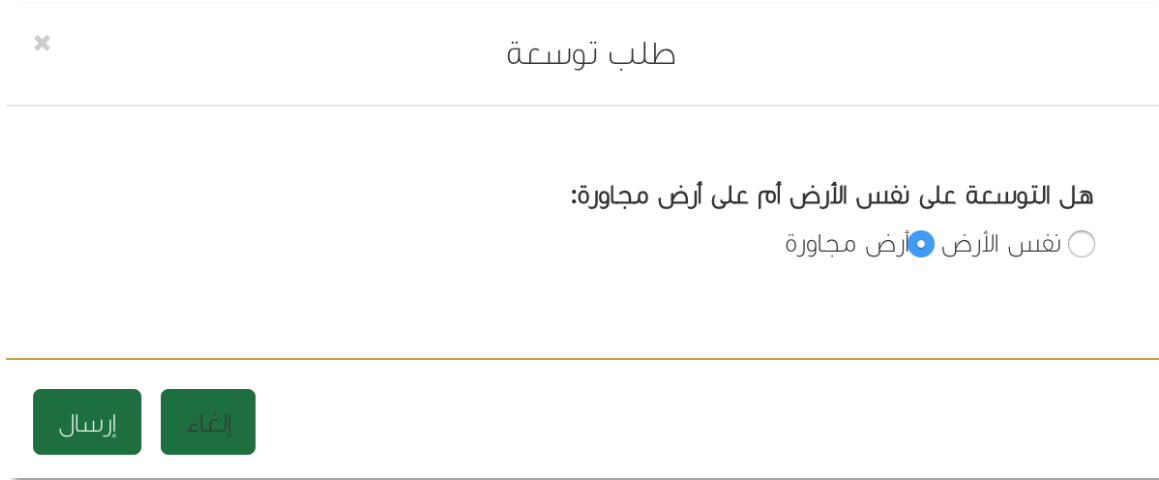 طلب توسعة
هل التوسعة على نفس الأرض أم على أرض مجاورة:
نفس الأرض أرض مجاورة
إلغاء إرسال